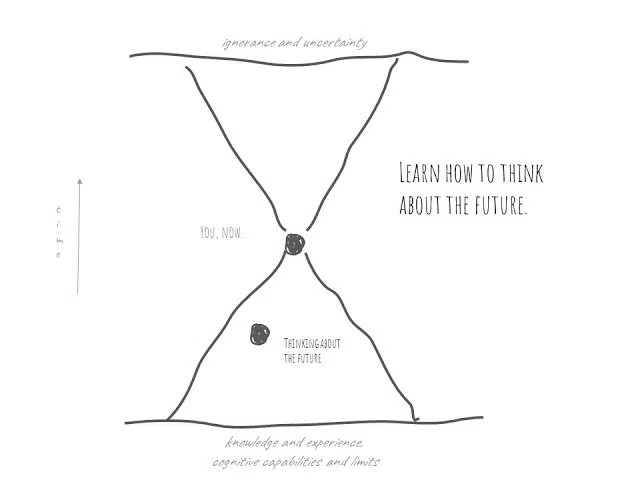 ignorance and uncertainty
Learn how to think
about the future.
time
You, now.
Thinking about
the future
knowledge and experience,
cognitive capabilities and limits